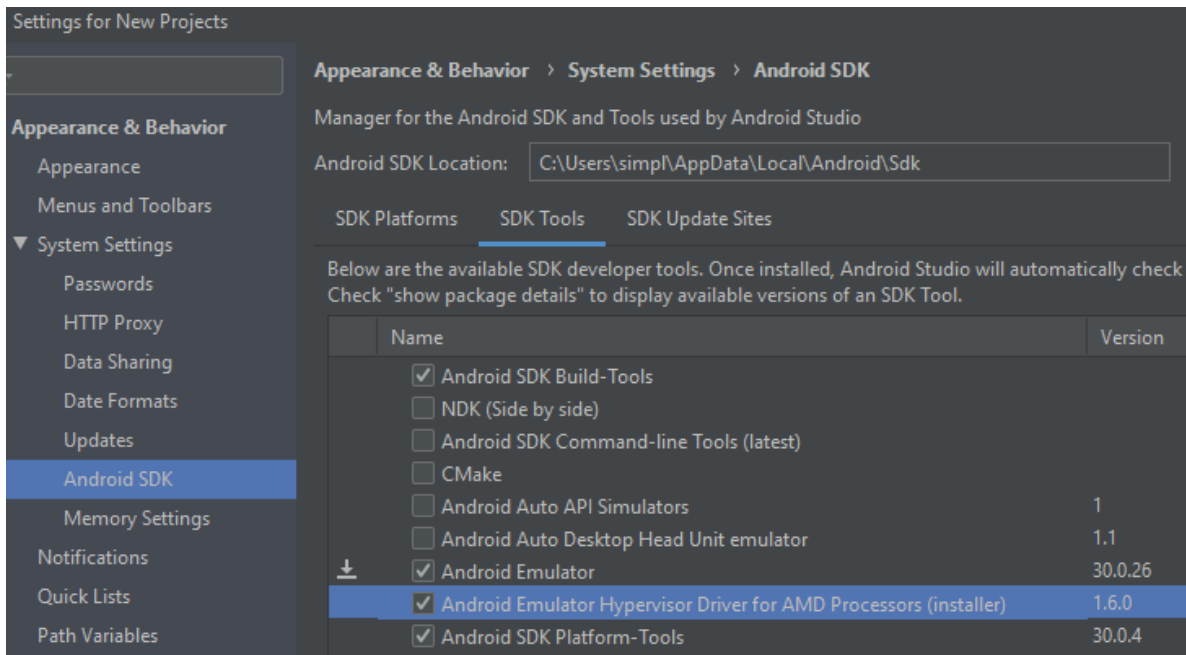 Settings for New Projects
Appearance & Behavior
Appearance
Menus and Toolbars
System Settings
Passwords
HTTP Proxy
Data Sharing
Date Formats
Updates
Android SDK
Memory Settings
Notifications
Quick Lists
Path Variables
Appearance & Behavior > System Settings > Android SDK
Manager for the Android SDK and Tools used by Android Studio
Android SDK Location: C:\Users\simpl\AppData\Local\Android\Sdk
SDK Platforms SDK Tools SDK Update Sites
Below are the available SDK developer tools. Once installed, Android Studio will automatically check
Check "show package details" to display available versions of an SDK Tool.
Name Version
Android SDK Build-Tools
NDK (Side by side)
Android SDK Command-line Tools (latest)
CMake
Android Auto API Simulators 1
Android Auto Desktop Head Unit emulator 1.1
Android Emulator 30.0.26
Android Emulator Hypervisor Driver for AMD Processors (installer) 1.6.0
Android SDK Platform-Tools 30.0.4